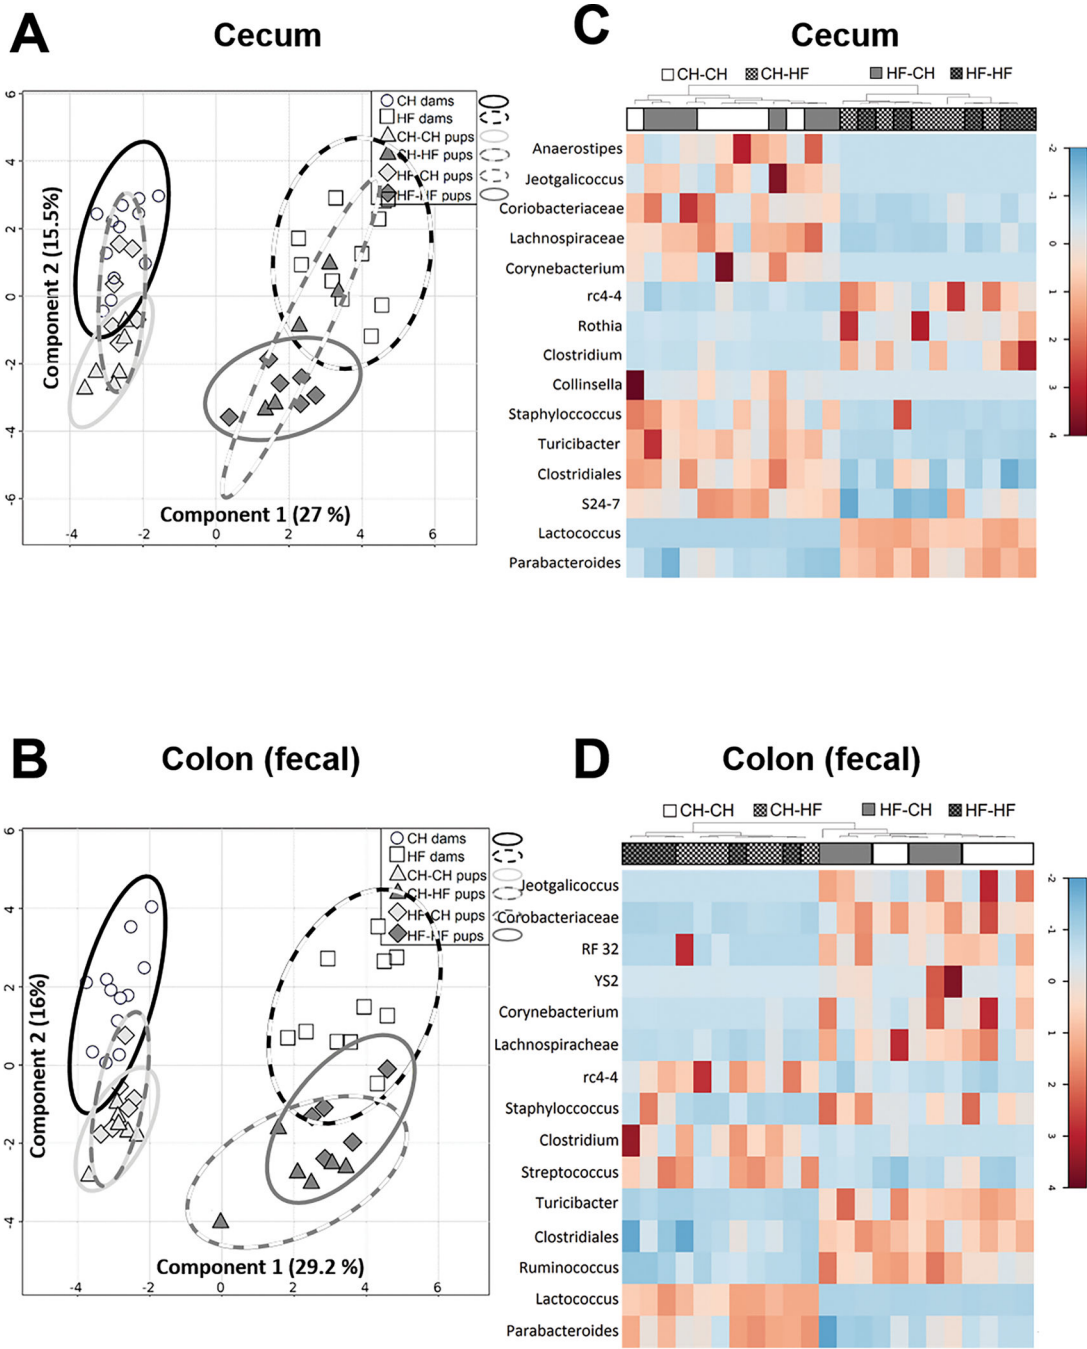 A
Cecum
CH dams
HF dams
CH-CH pups
CH-HF pups
HF-CH pups
HF-HF pups
Component 2 (15.5%)
6
4
2
0
-2
-4
-6
Component 1 (27 %)
-4
-2
0
2
4
6
C
Cecum
CH-CH
CH-HF
HF-CH
HF-HF
Anaerostipes
Jeotgalicoccus
Coriobacteriaceae
Lachnospiraceae
Corynebacterium
rc4-4
Rothia
Clostridium
Collinsella
Staphyloccoccus
Turicibacter
Clostridiales
S24-7
Lactococcus
Parabacteroides
-2
-1
0
1
2
3
4
B
Colon (fecal)
CH dams
HF dams
CH-CH pups
CH-HF pups
HF-CH pups
HF-HF pups
Component 2 (16%)
6
4
2
0
-2
-4
Component 1 (29.2 %)
-4
-2
0
2
4
6
D
Colon (fecal)
CH-CH
CH-HF
HF-CH
HF-HF
Jeotgalicoccus
Corobacteriaceae
RF 32
YS2
Corynebacterium
Lachnospiracheae
rc4-4
Staphyloccoccus
Clostridium
Streptococcus
Turicibacter
Clostridiales
Ruminococcus
Lactococcus
Parabacteroides
-2
-1
0
1
2
3
4